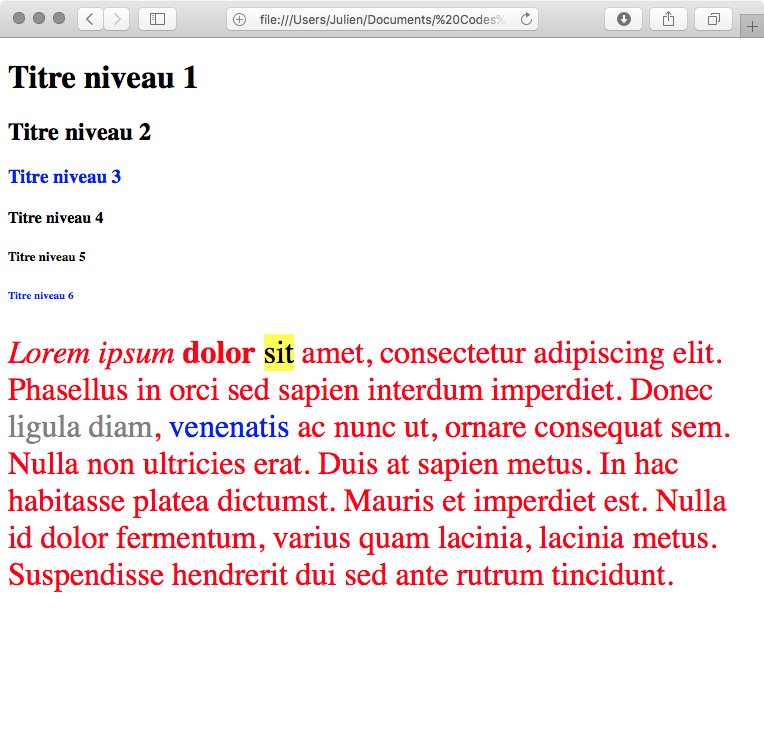 file:///Users/Julien/Documents/%20Codes%
Titre niveau 1
Titre niveau 2
Titre niveau 3
Titre niveau 4
Titre niveau 5
Titre niveau 6
Lorem ipsum dolor sit amet, consectetur adipiscing elit.
Phasellus in orci sed sapien interdum imperdiet. Donec
ligula diam, venenatis ac nunc ut, ornare consequat sem.
Nulla non ultricies erat. Duis at sapien metus. In hac
habitasse platea dictumst. Mauris et imperdiet est. Nulla
id dolor fermentum, varius quam lacinia, lacinia metus.
Suspendisse hendrerit dui sed ante rutrum tincidunt.